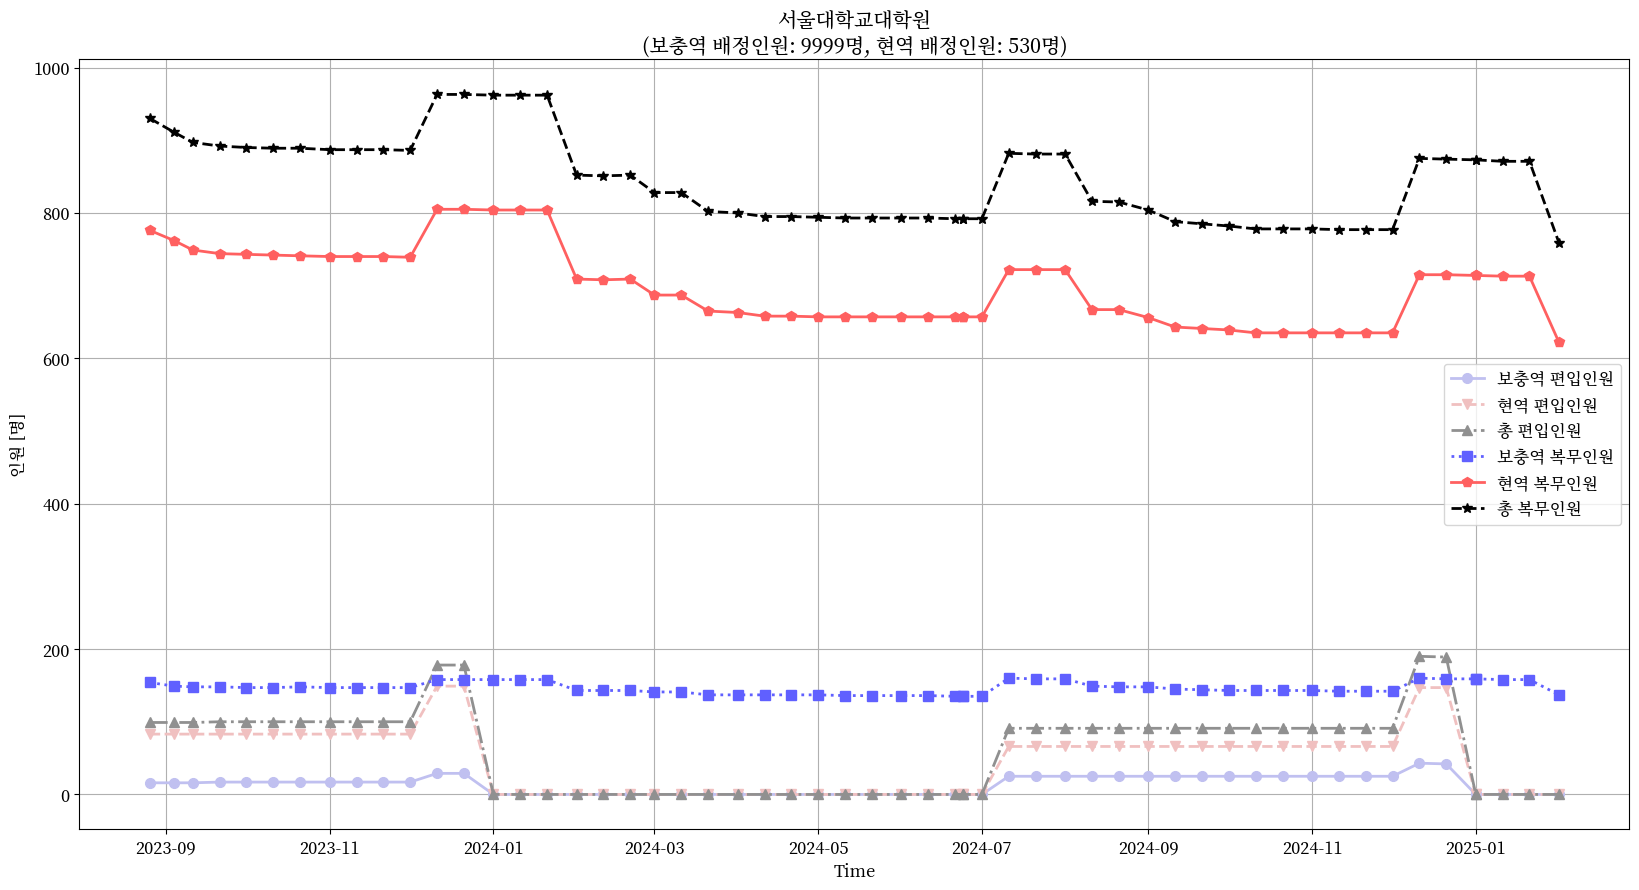 서울대학교대학원
(보충역 배정인원: 9999명, 현역 배정인원: 530명)
1000
800
600
400
200
0
인원 [명]
보충역 편입인원
현역 편입인원
총 편입인원
보충역 복무인원
현역 복무인원
총 복무인원
2023-09
2023-11
2024-01
2024-03
2024-05
2024-07
2024-09
2024-11
2025-01
Time